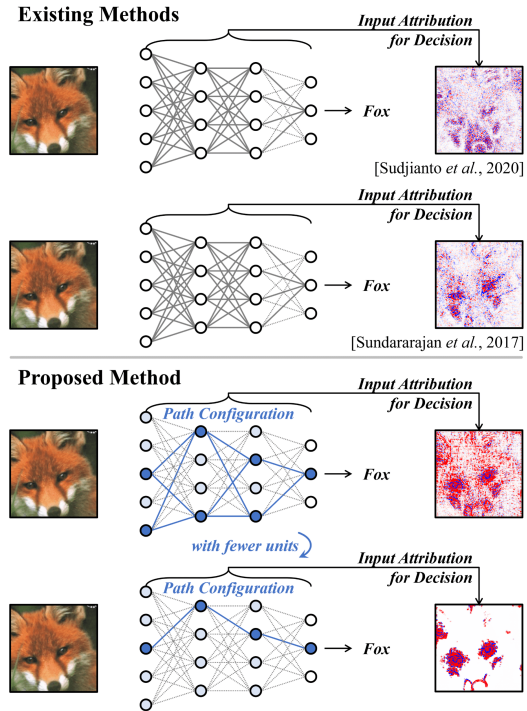 Existing Methods
Input Attribution
for Decision
Fox
[Sudjianto et al., 2020]
Input Attribution
for Decision
Fox
[Sundararajan et al., 2017]
Proposed Method
Input Attribution
for Decision
Path Configuration
Fox
with fewer units
Input Attribution
for Decision
Path Configuration
Fox